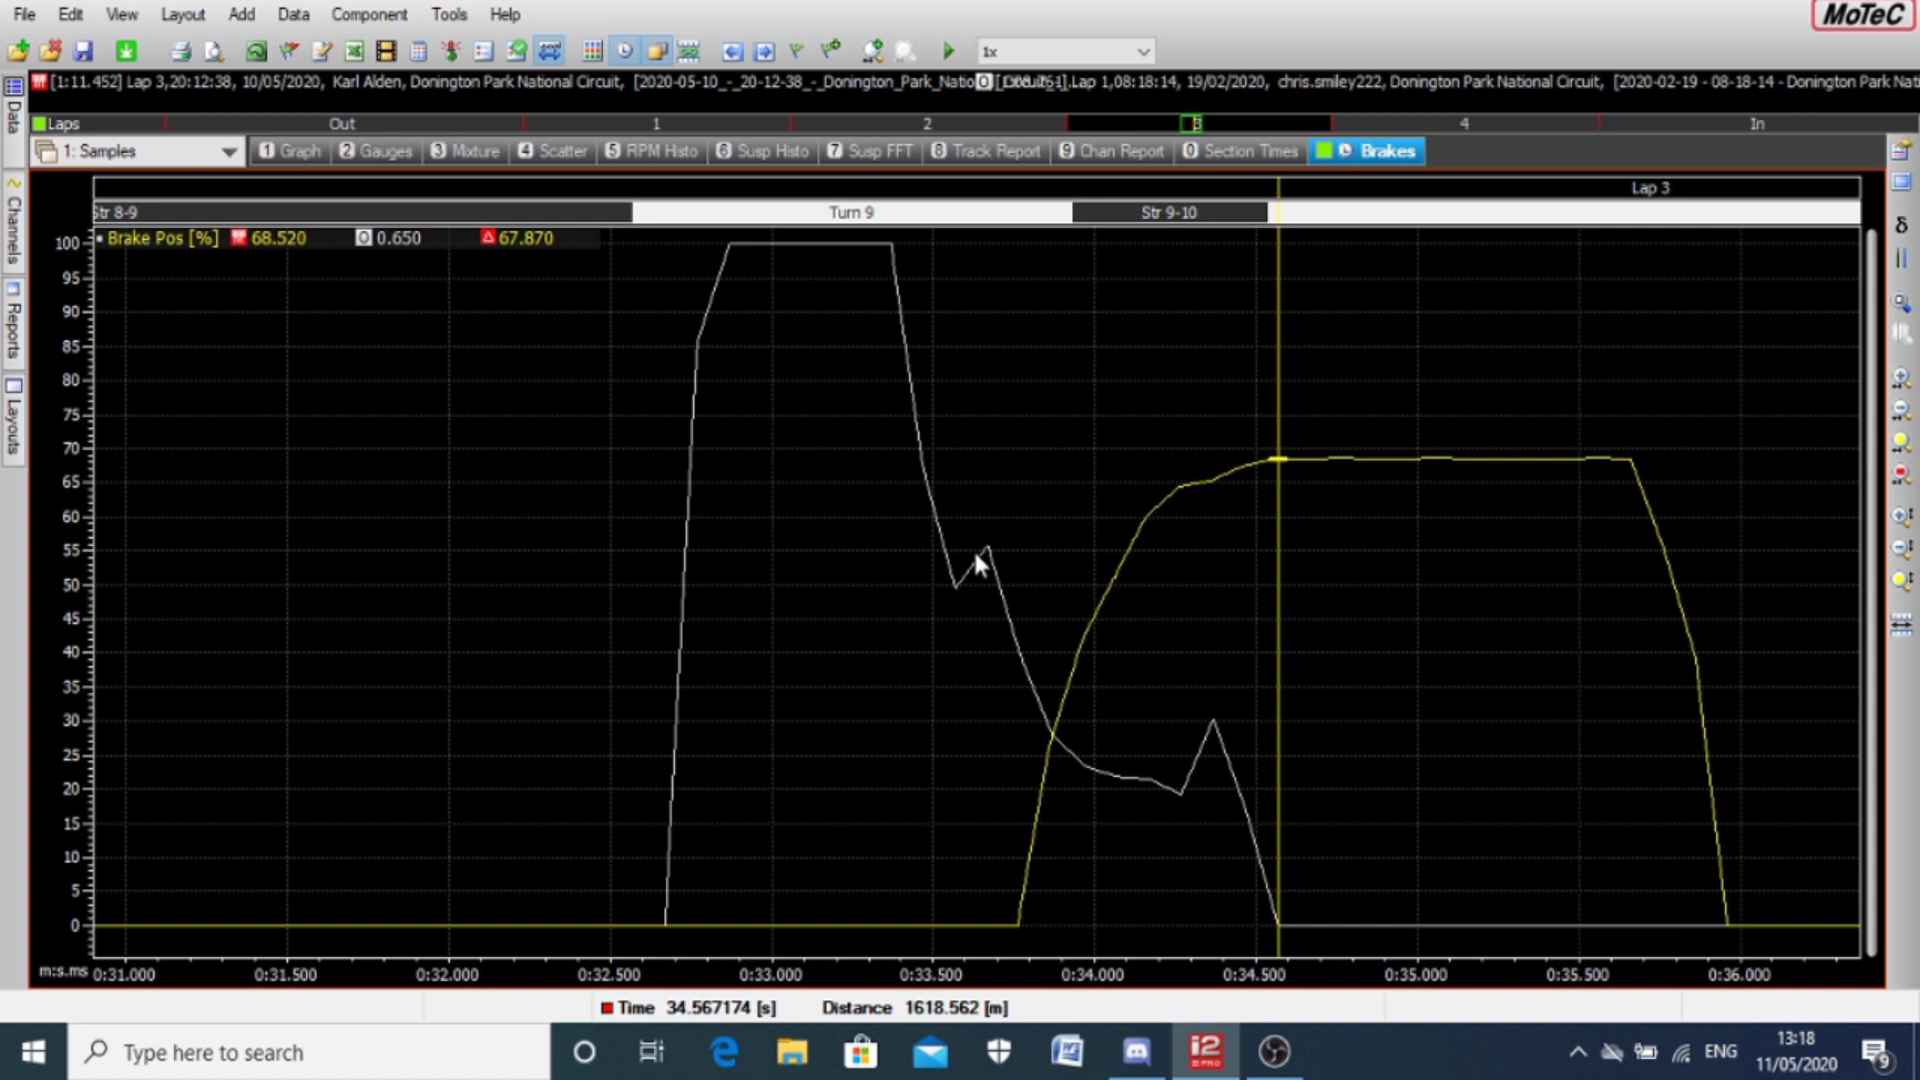 File Edit View Layout Add Data Component Tools Help
MoTeC
1x
[1:11.452] Lap 3,20:12:38, 10/05/2020, Karl Alden, Donington Park National Circuit, [2020-05-10_-_20-12-38_-_Donington_Park_Natio
Lap 1,08:18:14, 19/02/2020, chris.smiley222, Donington Park National Circuit, [2020-02-19 - 08-18-14 - Donington Park Nat
Laps Out 1 2 3 4 In
1: Samples 1 Graph 2 Gauges 3 Mixture 4 Scatter 5 RPM Histo 6 Susp Histo 7 Susp FFT 8 Track Report 9 Chan Report 0 Section Times Brakes
Data
Channels
Reports
Layouts
Lap 3
Str 8-9 Turn 9 Str 9-10
Brake Pos [%] 68.520 0.650 67.870
100
95
90
85
80
75
70
65
60
55
50
45
40
35
30
25
20
15
10
5
0
m:s.ms 0:31.000 0:31.500 0:32.000 0:32.500 0:33.000 0:33.500 0:34.000 0:34.500 0:35.000 0:35.500 0:36.000
Time 34.567174 [s] Distance 1618.562 [m]
Type here to search
i2
PRO
ENG
13:18
11/05/2020
9